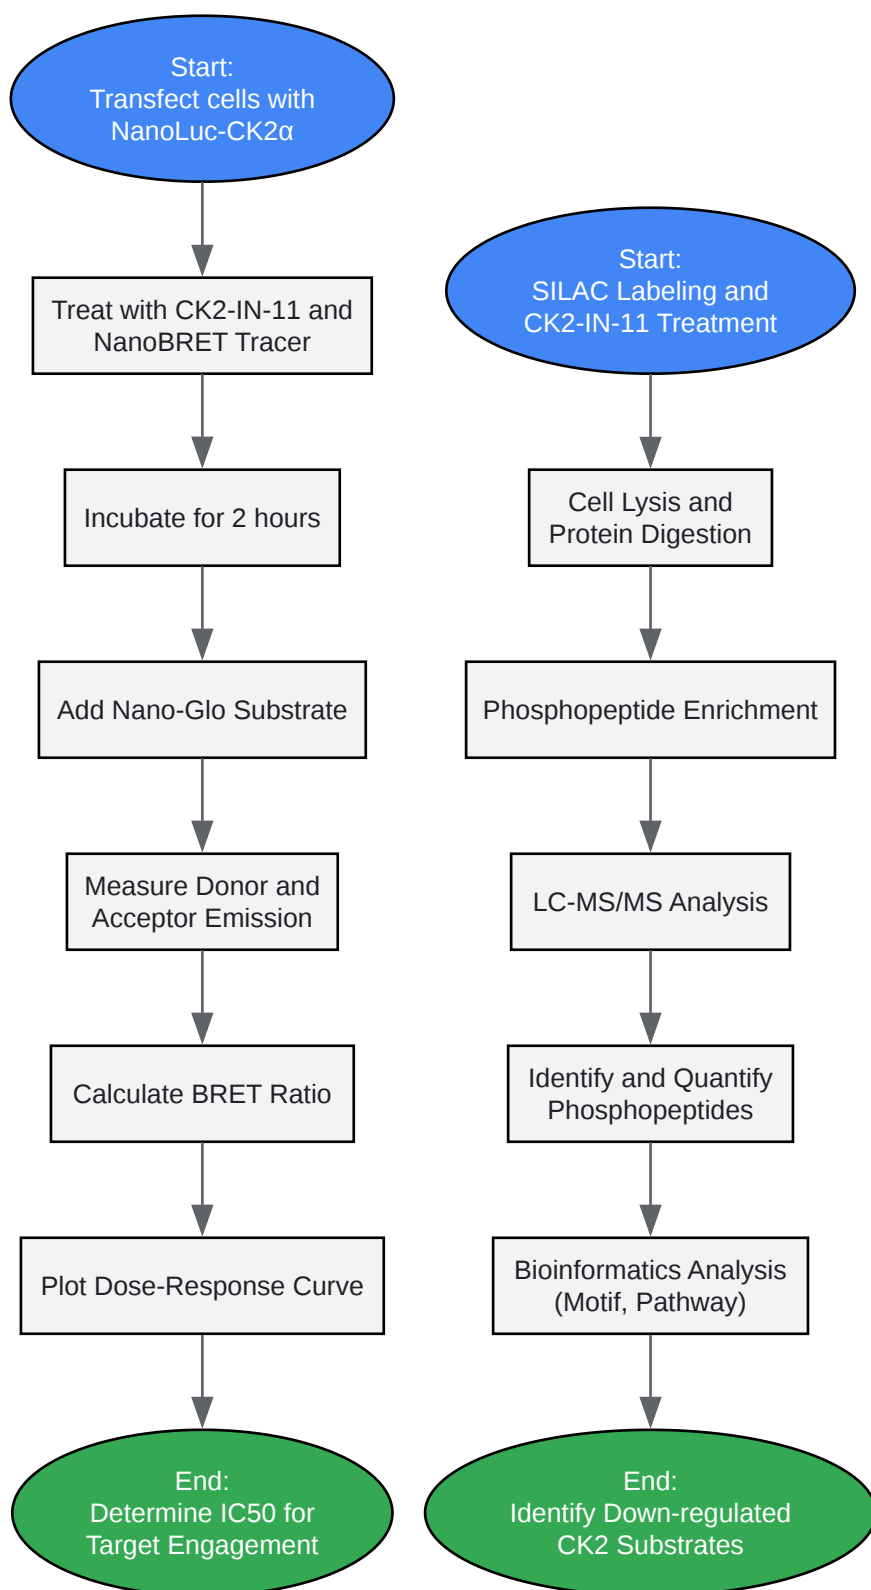 Start:
Transfect cells with
NanoLuc-CK2α
Treat with CK2-IN-11 and
NanoBRET Tracer
Incubate for 2 hours
Add Nano-Glo Substrate
Measure Donor and
Acceptor Emission
Calculate BRET Ratio
Plot Dose-Response Curve
End:
Determine IC50 for
Target Engagement
Start:
SILAC Labeling and
CK2-IN-11 Treatment
Cell Lysis and
Protein Digestion
Phosphopeptide Enrichment
LC-MS/MS Analysis
Identify and Quantify
Phosphopeptides
Bioinformatics Analysis
(Motif, Pathway)
End:
Identify Down-regulated
CK2 Substrates